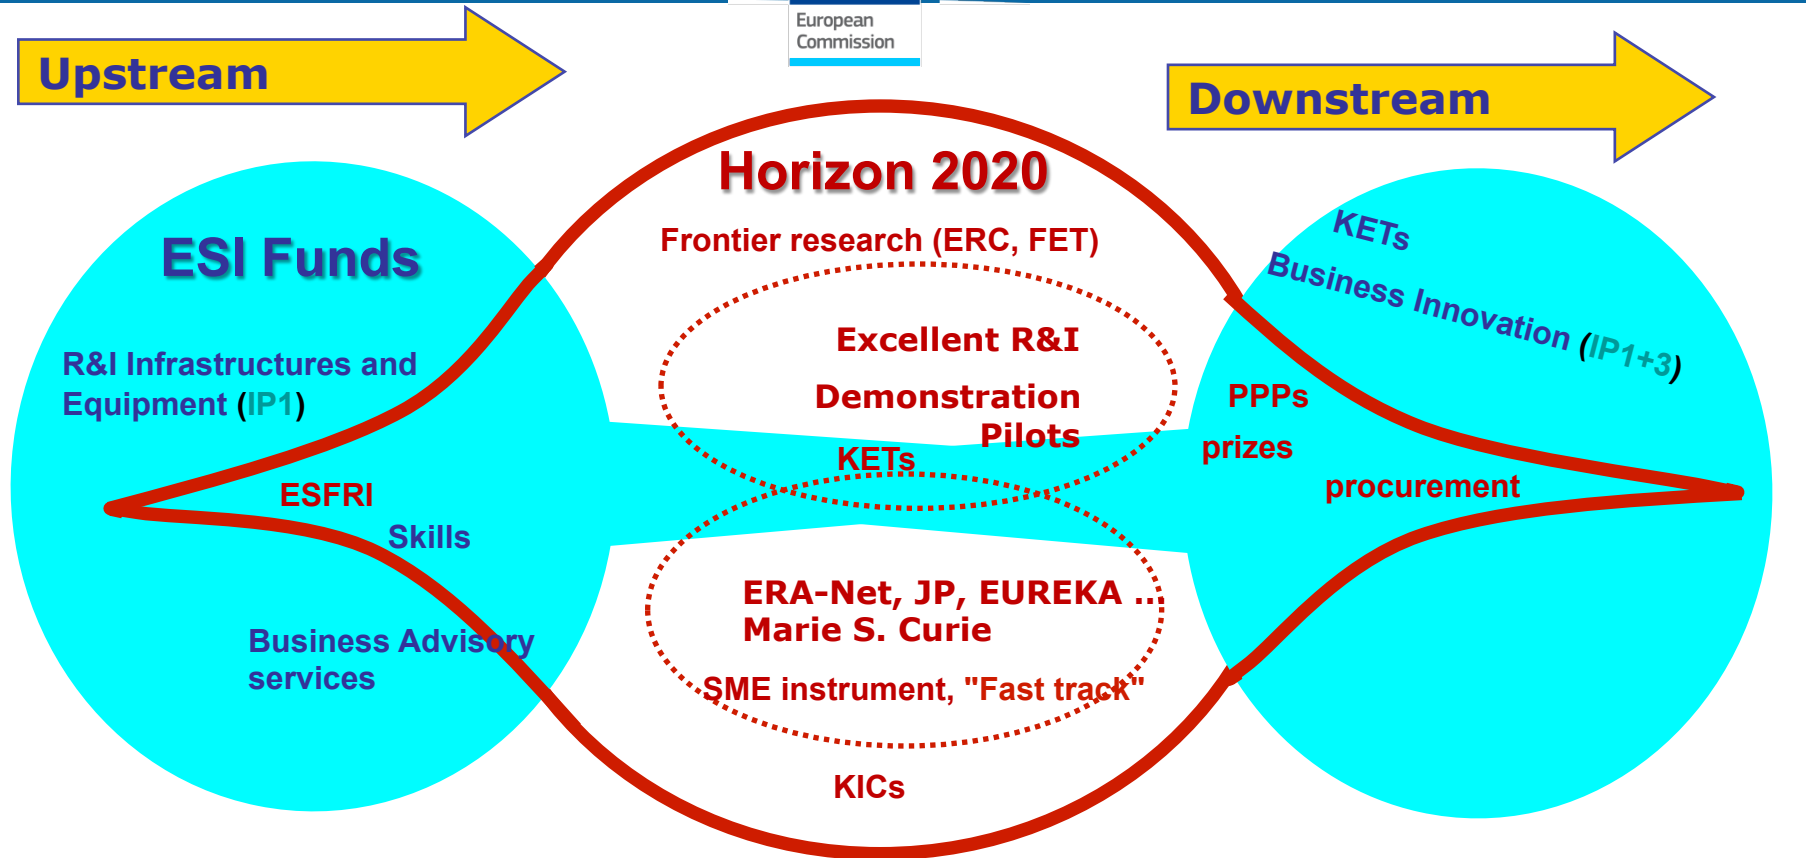 European
Commission
Upstream
Downstream
Horizon 2020
ESI Funds
Frontier research (ERC, FET)
KETs
Business Innovation (IP1+3)
Excellent R&I
R&I Infrastructures and
Equipment (IP1)
Demonstration
Pilots
KETs
PPPs
prizes
procurement
ESFRI
Skills
ERA-Net, JP, EUREKA ...
Marie S. Curie
Business Advisory
services
SME instrument, "Fast track"
KICs